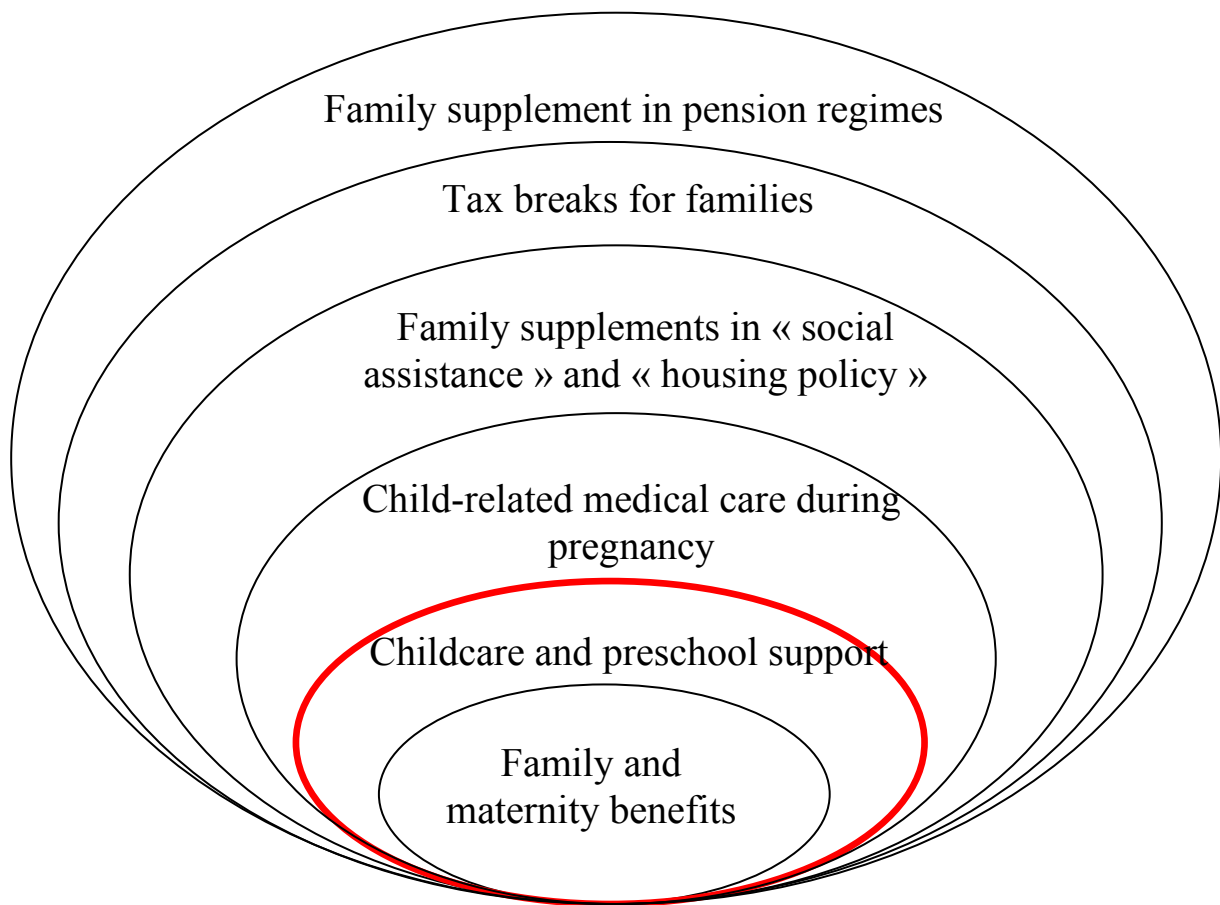 Family supplement in pension regimes
Tax breaks for families
Family supplements in « social
assistance » and « housing policy »
Child-related medical care during
pregnancy
Childcare and preschool support
Family and
maternity benefits